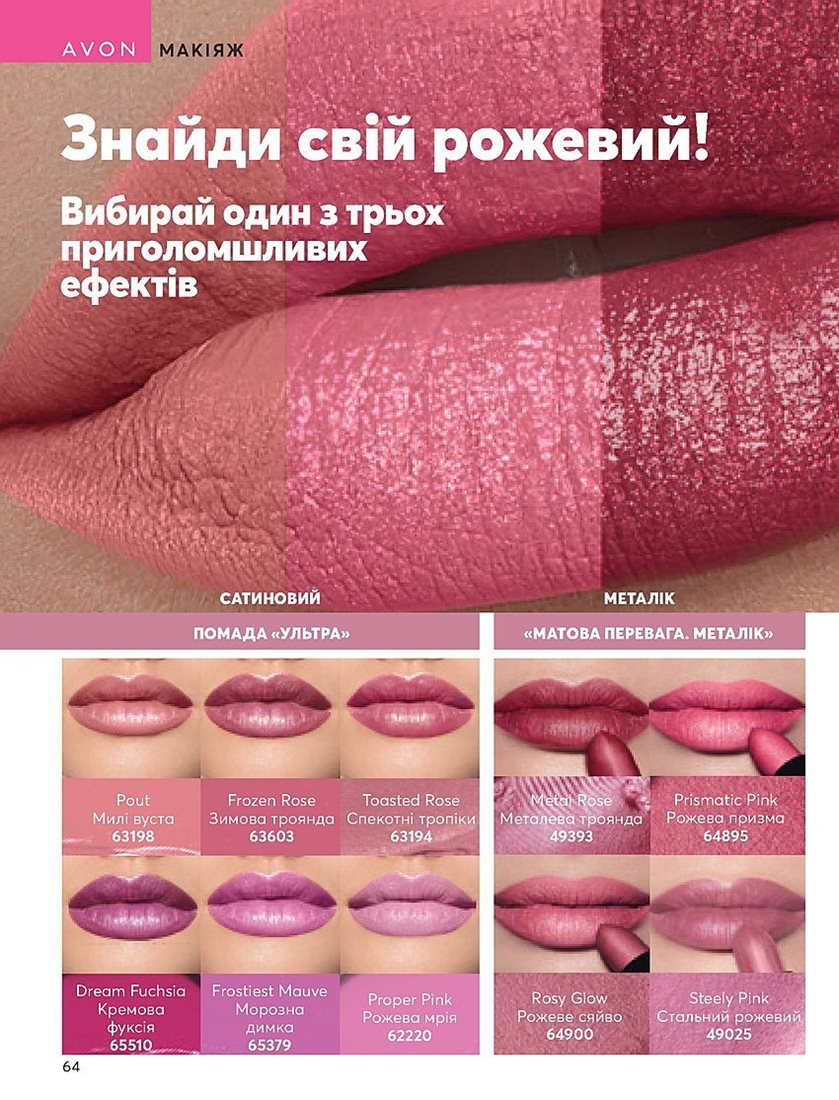 AVON МАКІЯЖ
Знайди свій рожевий!
Вибирай один з трьох
приголомшливих
ефектів
САТИНОВИЙ
МЕТАЛІК
ПОМАДА «УЛЬТРА»
«МАТОВА ПЕРЕВАГА. МЕТАЛІК»
Pout
Милі вуста
63198
Frozen Rose
Зимова троянда
63603
Toasted Rose
Спекотні тропіки
63194
Metal Rose
Металева троянда
49393
Prismatic Pink
Рожева призма
64895
Dream Fuchsia
Кремова
фуксія
65510
Frostiest Mauve
Морозна
димка
65379
Proper Pink
Рожева мрія
62220
Rosy Glow
Рожеве сяйво
64900
Steely Pink
Стальний рожевий
49025
64